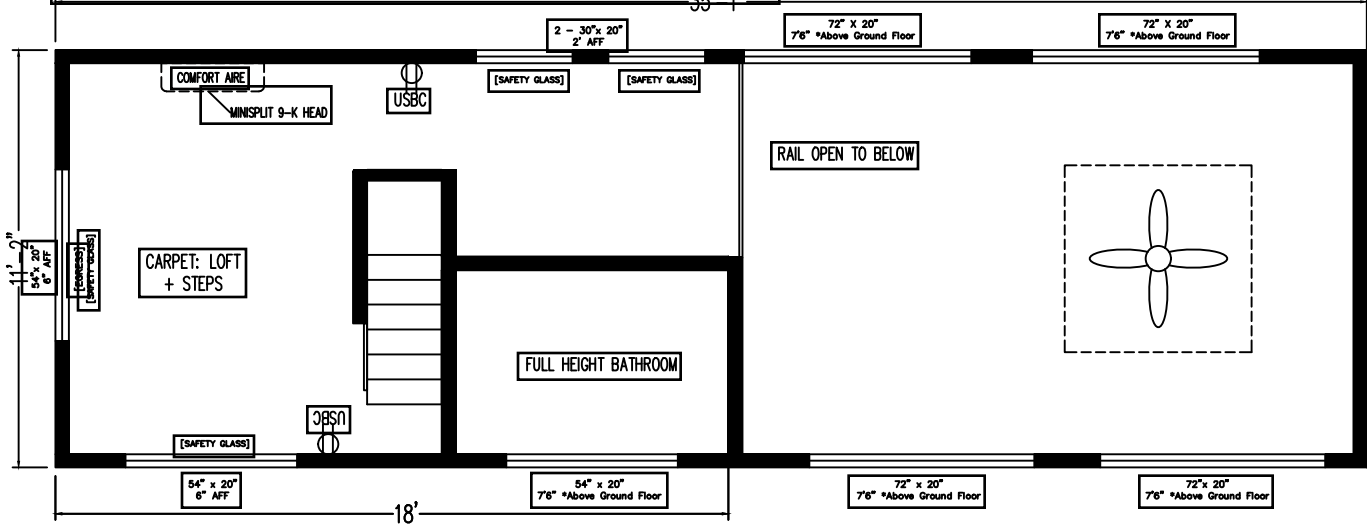 2 - 30"x 20"
2' AFF
72" X 20"
7'6" *Above Ground Floor
72" X 20"
7'6" *Above Ground Floor
COMFORT AIRE
MINISPLIT 9-K HEAD
USBC
[SAFETY GLASS]
[SAFETY GLASS]
RAIL OPEN TO BELOW
11'-2"
54"x 20"
6" AFF
[EGRESS]
[SAFETY GLASS]
CARPET: LOFT
+ STEPS
FULL HEIGHT BATHROOM
USBC
[SAFETY GLASS]
54" x 20"
6" AFF
54" x 20"
7'6" *Above Ground Floor
72" x 20"
7'6" *Above Ground Floor
72"x 20"
7'6" *Above Ground Floor
18'